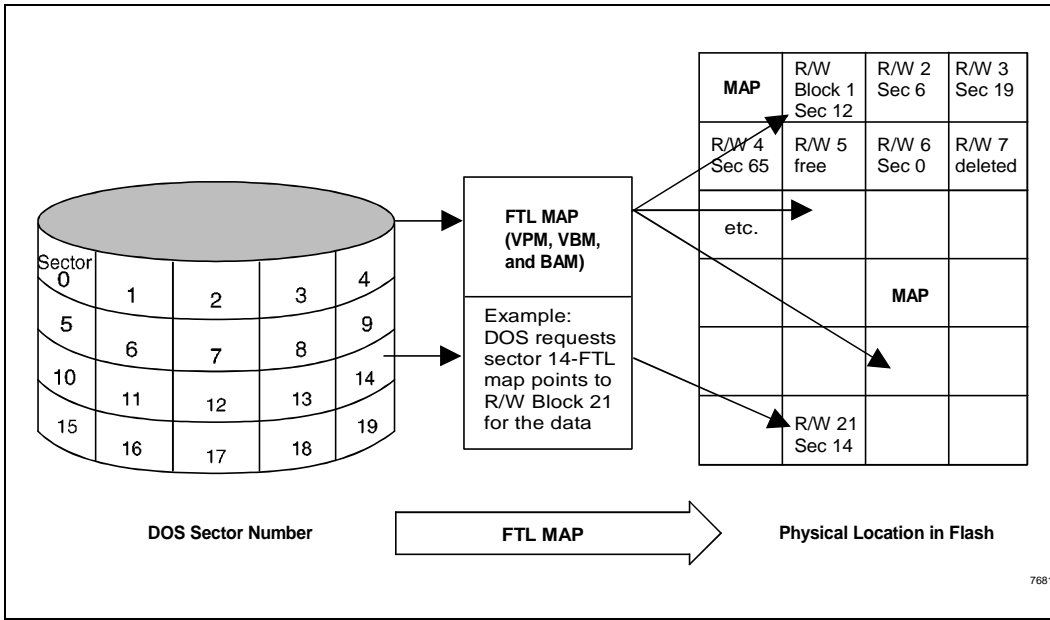 Sector
0
1
2
3
4
5
6
7
8
9
10
11
12
13
14
15
16
17
18
19
DOS Sector Number
FTL MAP
(VPM, VBM,
and BAM)
Example:
DOS requests
sector 14-FTL
map points to
R/W Block 21
for the data
FTL MAP
MAP
R/W
Block 1
Sec 12
R/W 2
Sec 6
R/W 3
Sec 19
R/W 4
Sec 65
R/W 5
free
R/W 6
Sec 0
R/W 7
deleted
etc.
MAP
R/W 21
Sec 14
Physical Location in Flash
7681